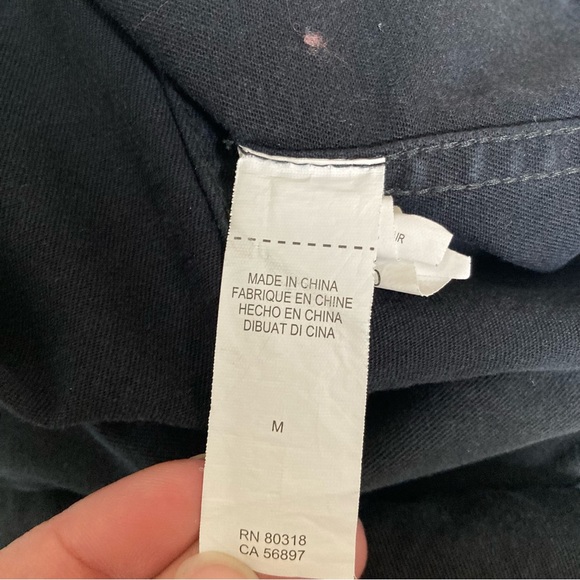 MADE IN CHINA
FABRIQUE EN CHINE
HECHO EN CHINA
DIBUAT DI CINA
M
RN 80318
CA 56897